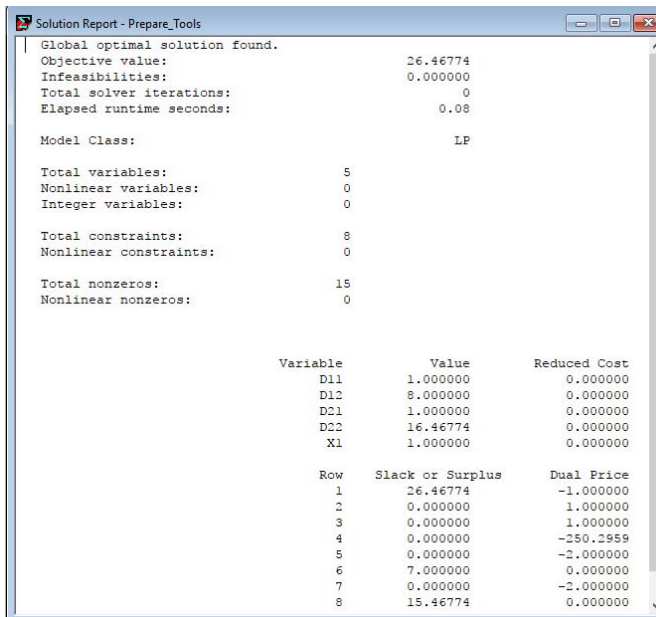 Solution Report - Prepare_Tools
Global optimal solution found.
Objective value: 26.46774
Infeasibilities: 0.000000
Total solver iterations: 0
Elapsed runtime seconds: 0.08
Model Class: LP
Total variables: 5
Nonlinear variables: 0
Integer variables: 0
Total constraints: 8
Nonlinear constraints: 0
Total nonzeros: 15
Nonlinear nonzeros: 0
Variable Value Reduced Cost
D11 1.000000 0.000000
D12 8.000000 0.000000
D21 1.000000 0.000000
D22 16.46774 0.000000
X1 1.000000 0.000000
Row Slack or Surplus Dual Price
1 26.46774 -1.000000
2 0.000000 1.000000
3 0.000000 1.000000
4 0.000000 -250.2959
5 0.000000 -2.000000
6 7.000000 0.000000
7 0.000000 -2.000000
8 15.46774 0.000000